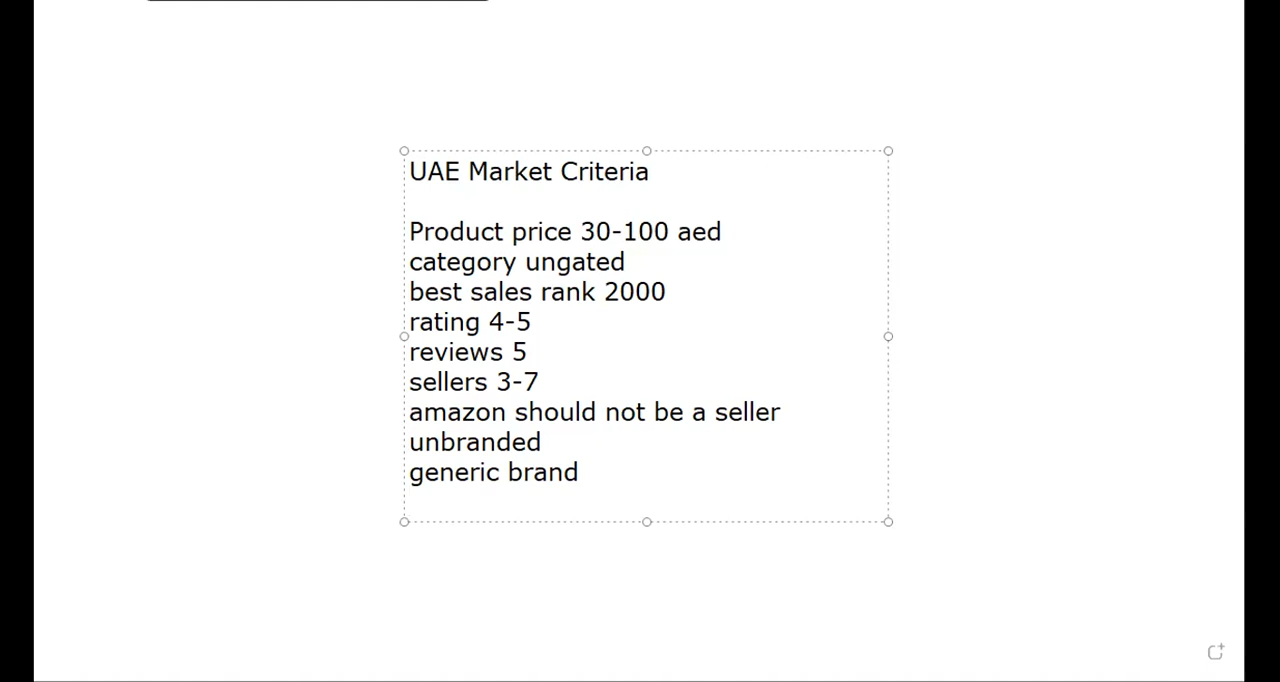 UAE Market Criteria
Product price 30-100 aed
category ungated
best sales rank 2000
rating 4-5
reviews 5
sellers 3-7
amazon should not be a seller
unbranded
generic brand